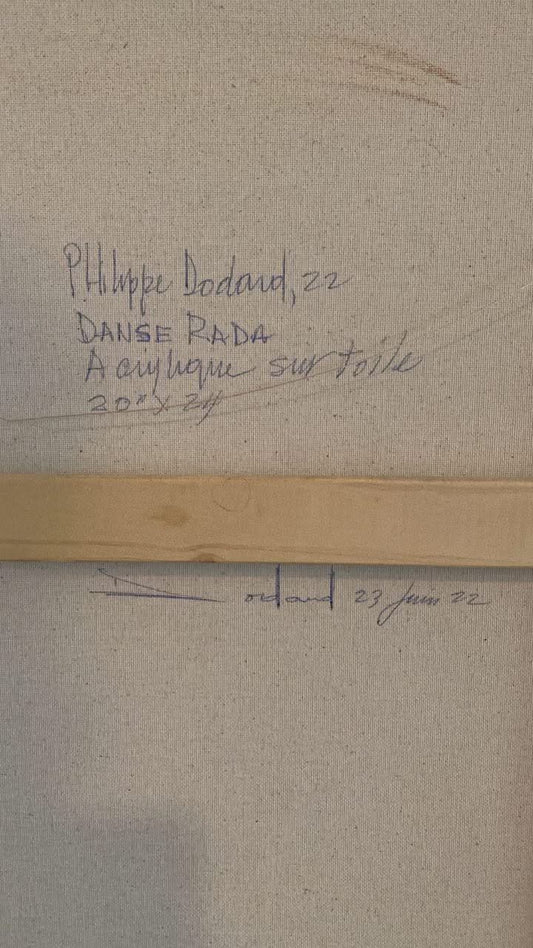 PHilippe Dodard, 22
DANSE RADA
Acrylique sur toile
20" X 24
Dodard 23 Juin 22